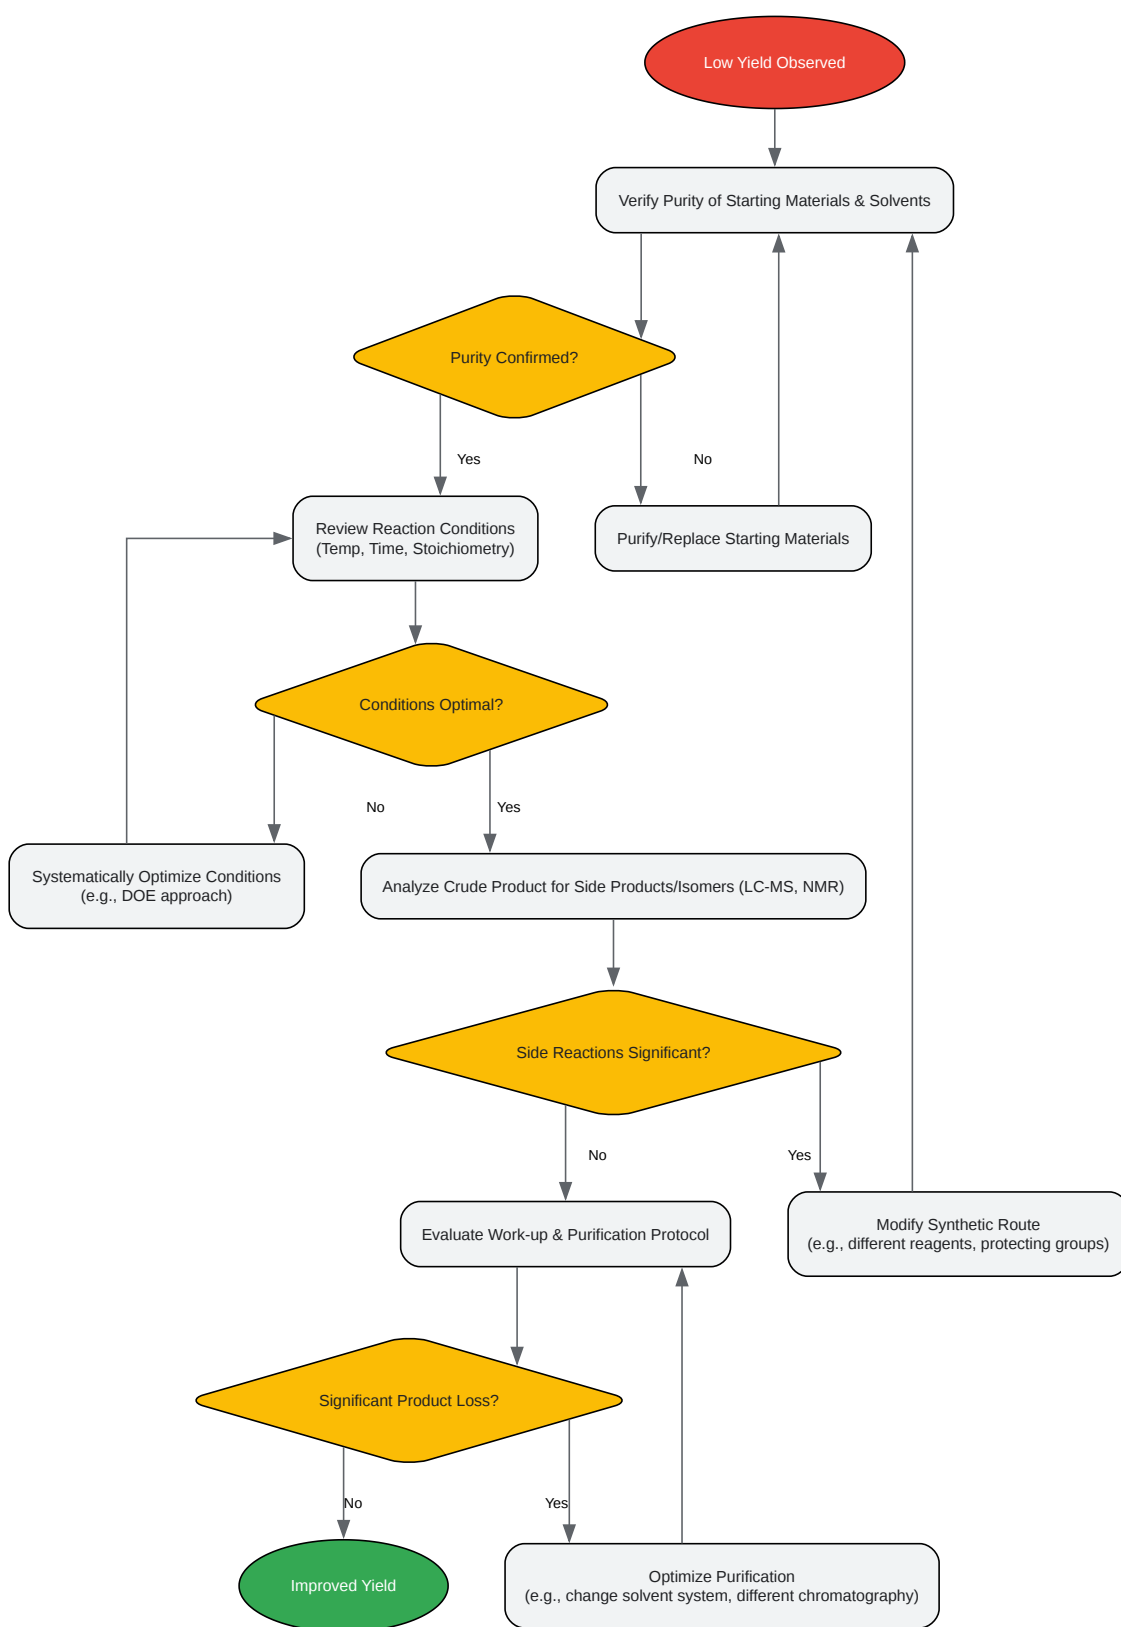 Low Yield Observed
Verify Purity of Starting Materials & Solvents
Purity Confirmed?
Yes
No
Review Reaction Conditions
(Temp, Time, Stoichiometry)
Purify/Replace Starting Materials
Conditions Optimal?
No
Yes
Systematically Optimize Conditions
(e.g., DOE approach)
Analyze Crude Product for Side Products/Isomers (LC-MS, NMR)
Side Reactions Significant?
No
Yes
Evaluate Work-up & Purification Protocol
Modify Synthetic Route
(e.g., different reagents, protecting groups)
Significant Product Loss?
No
Yes
Improved Yield
Optimize Purification
(e.g., change solvent system, different chromatography)